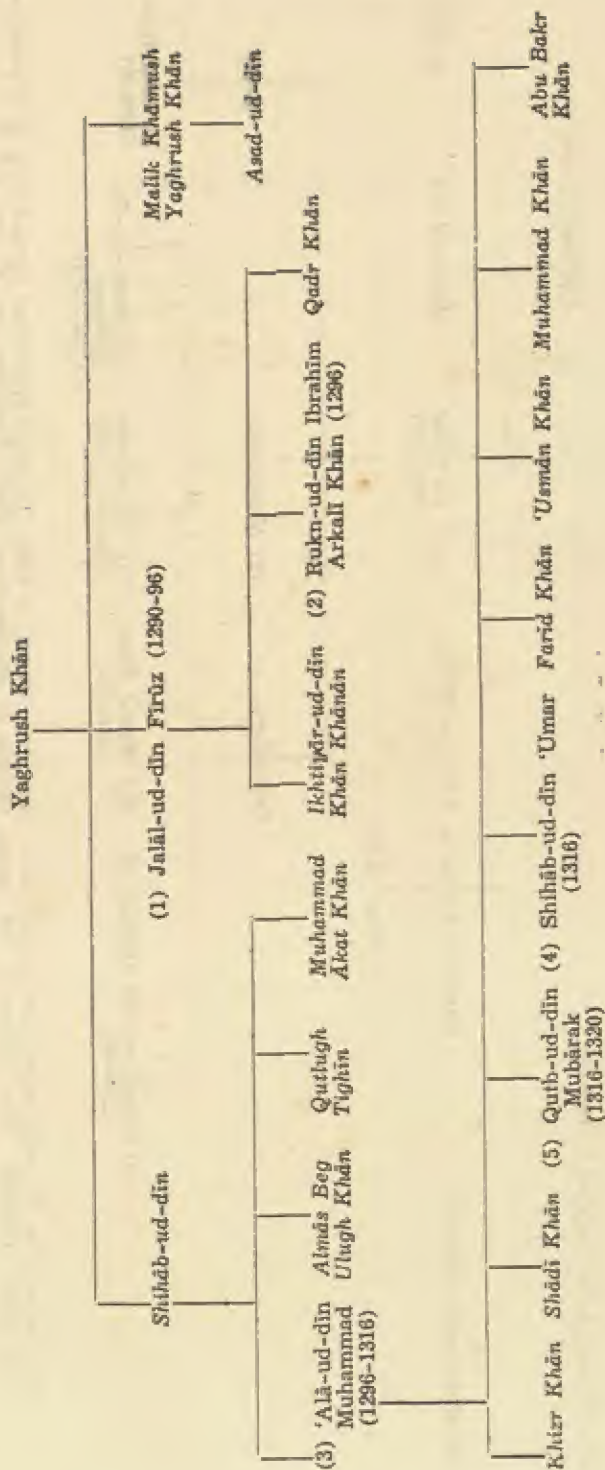 Yaghrush Khān
Shihāb-ud-dīn
(1) Jalāl-ud-dīn Fīrūz (1290-96)
Malik Khāmush
Yaghrush Khān
Asad-ud-dīn
(3) 'Alā-ud-dīn
Muhammad
(1296-1316)
Almās Beg
Ulugh Khān
Qutlugh
Tighīn
Muhammad
Akat Khān
Ikhtiyār-ud-dīn
Khān Khānān
(2) Rukn-ud-dīn Ibrahīm
Arkalī Khān (1296)
Qadr Khān
Khizr Khān
Shādī Khān
(5) Qutb-ud-dīn
Mubārak
(1316-1320)
(4) Shihāb-ud-dīn 'Umar
(1316)
Farid Khān
'Usmān Khān
Muhammad Khān
Abu Bakr
Khān